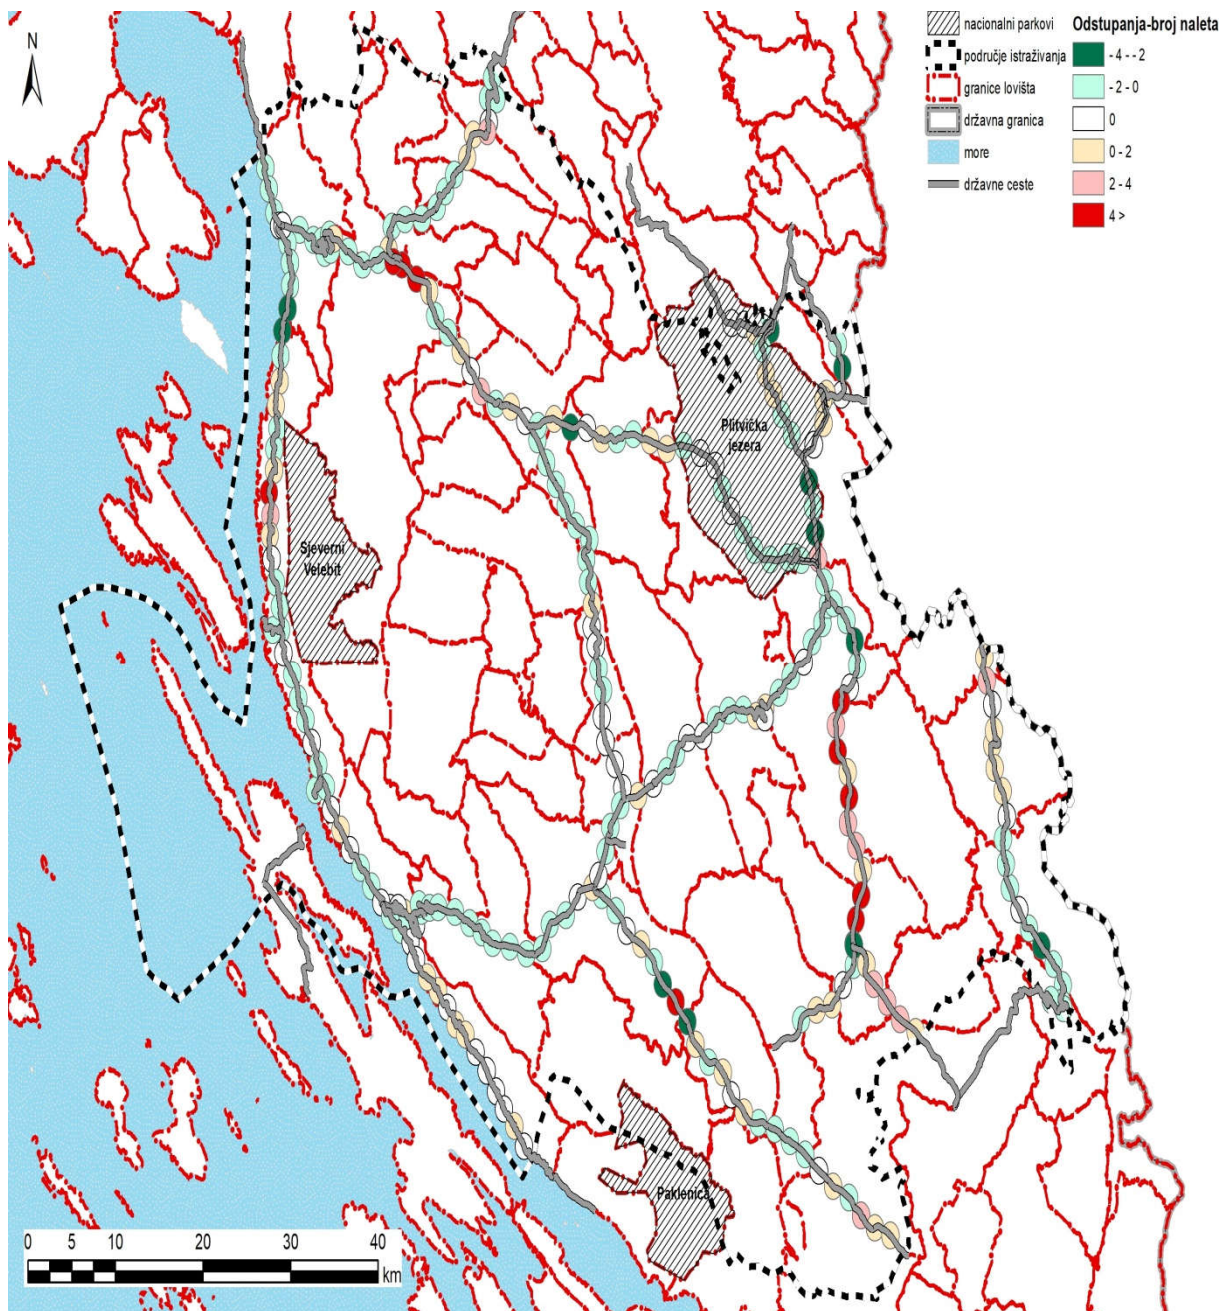 N
nacionalni parkovi
područje istraživanja
granice lovišta
državna granica
more
državne ceste
Odstupanja-broj naleta
- 4 - - 2
- 2 - 0
0
0 - 2
2 - 4
4 >
Plitvička
jezera
Sjeverni
Velebit
Paklenica
0 5 10 20 30 40
km